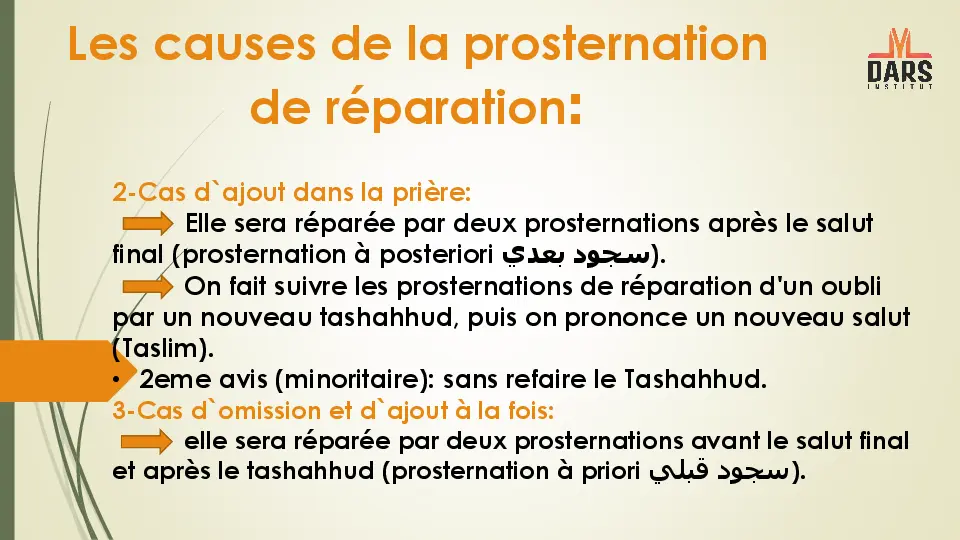 Les causes de la prosternation
de réparation:
M
DARS
INSTITUT
2-Cas d`ajout dans la prière:
Elle sera réparée par deux prosternations après le salut
final (prosternation à posteriori سجود بعدي).
On fait suivre les prosternations de réparation d'un oubli
par un nouveau tashahhud, puis on prononce un nouveau salut
(Taslim).
• 2eme avis (minoritaire): sans refaire le Tashahhud.
3-Cas d`omission et d`ajout à la fois:
elle sera réparée par deux prosternations avant le salut final
et après le tashahhud (prosternation à priori سجود قبلي).